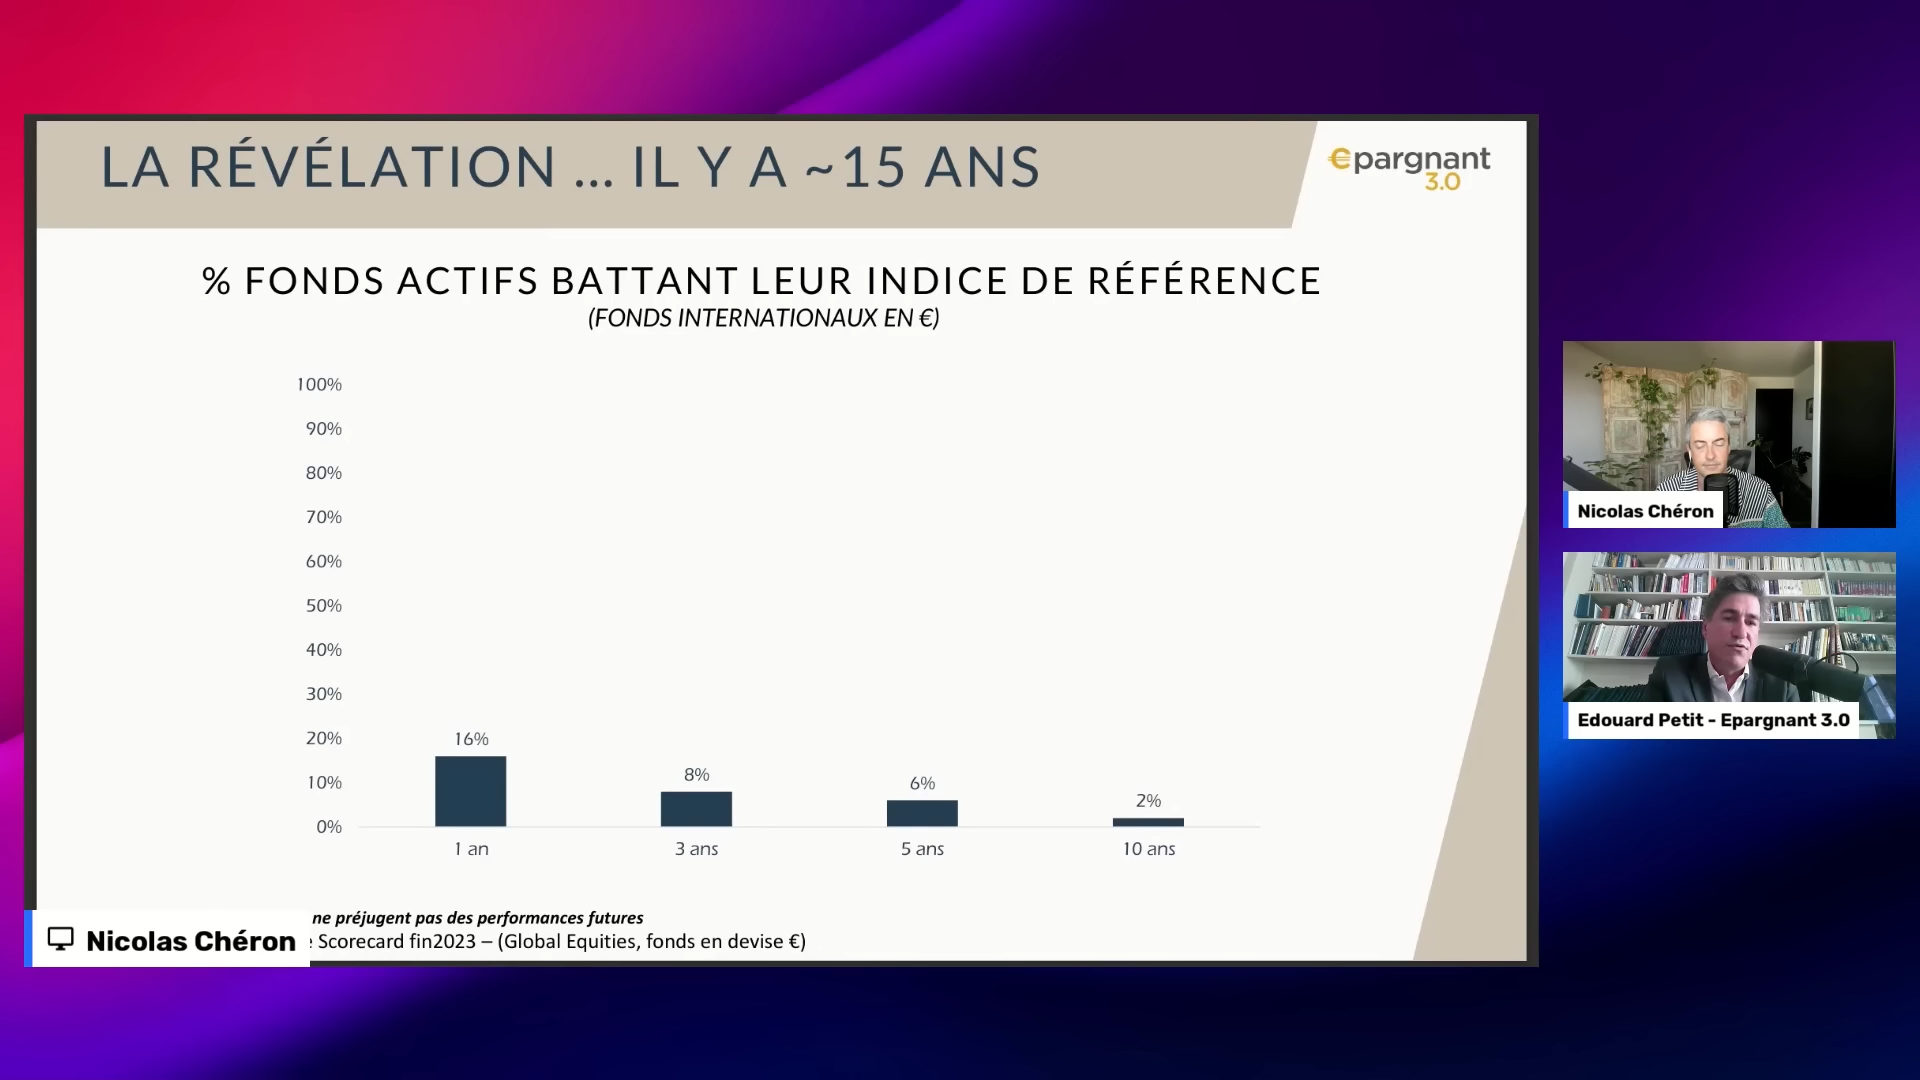 LA RÉVÉLATION ... IL Y A ~15 ANS
€pargnant
3.0
% FONDS ACTIFS BATTANT LEUR INDICE DE RÉFÉRENCE
(FONDS INTERNATIONAUX EN €)
100%
90%
80%
70%
60%
50%
40%
30%
20%
10%
0%
16%
8%
6%
2%
1 an
3 ans
5 ans
10 ans
ne préjugent pas des performances futures
Scorecard fin2023 – (Global Equities, fonds en devise €)
Nicolas Chéron
Nicolas Chéron
Edouard Petit - Epargnant 3.0